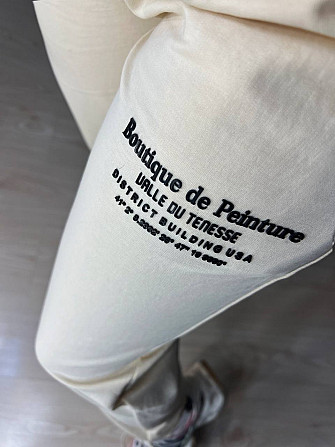 Boutique de Peinture
VALLE DU TENESSE
DISTRICT BUILDING USA